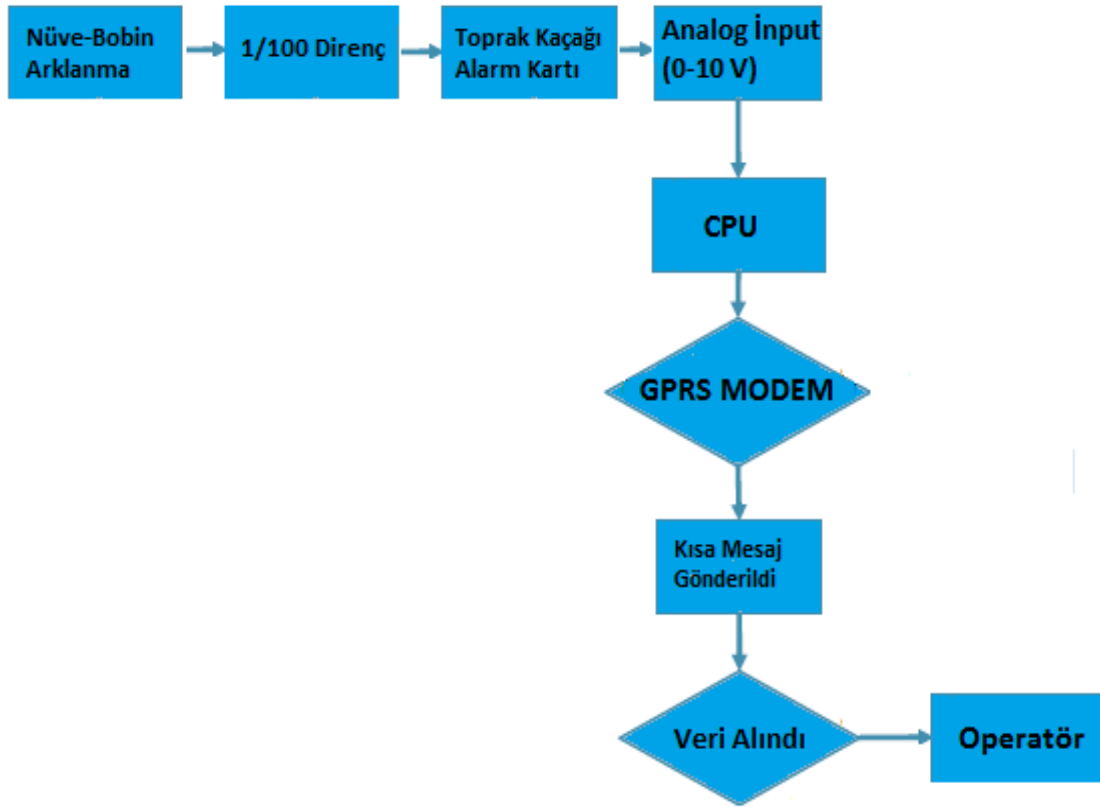 Nüve-Bobin
Arklanma
1/100 Direnç
Toprak Kaçağı
Alarm Kartı
Analog İnput
(0-10 V)
CPU
GPRS MODEM
Kısa Mesaj
Gönderildi
Veri Alındı
Operatör